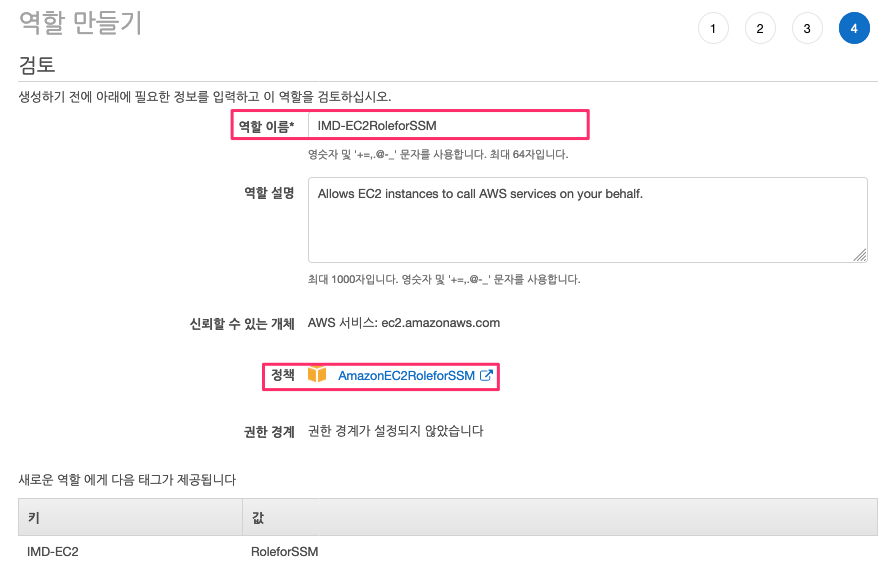 역할 만들기
1 2 3 4
검토
생성하기 전에 아래에 필요한 정보를 입력하고 이 역할을 검토하십시오.
역할 이름* IMD-EC2RoleforSSM
영숫자 및 '+=,.@-_' 문자를 사용합니다. 최대 64자입니다.
역할 설명 Allows EC2 instances to call AWS services on your behalf.
최대 1000자입니다. 영숫자 및 '+=,.@-_' 문자를 사용합니다.
신뢰할 수 있는 개체 AWS 서비스: ec2.amazonaws.com
정책 AmazonEC2RoleforSSM
권한 경계 권한 경계가 설정되지 않았습니다
새로운 역할 에게 다음 태그가 제공됩니다
키 값
IMD-EC2 RoleforSSM